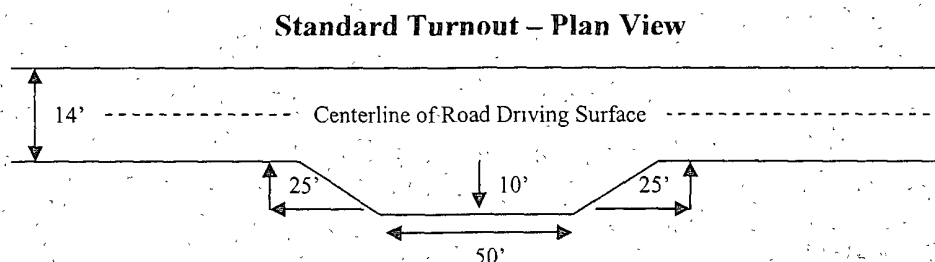 Standard Turnout – Plan View
14' Centerline of Road Driving Surface
25' 10' 25'
50'